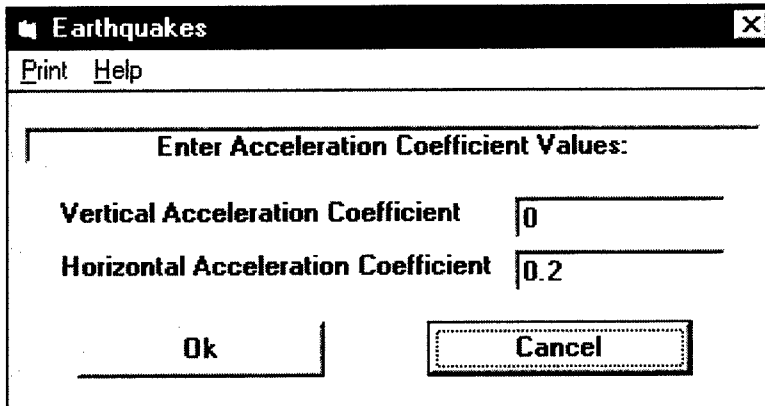 Earthquakes
Print Help
Enter Acceleration Coefficient Values:
Vertical Acceleration Coefficient 0
Horizontal Acceleration Coefficient 0.2
Ok Cancel